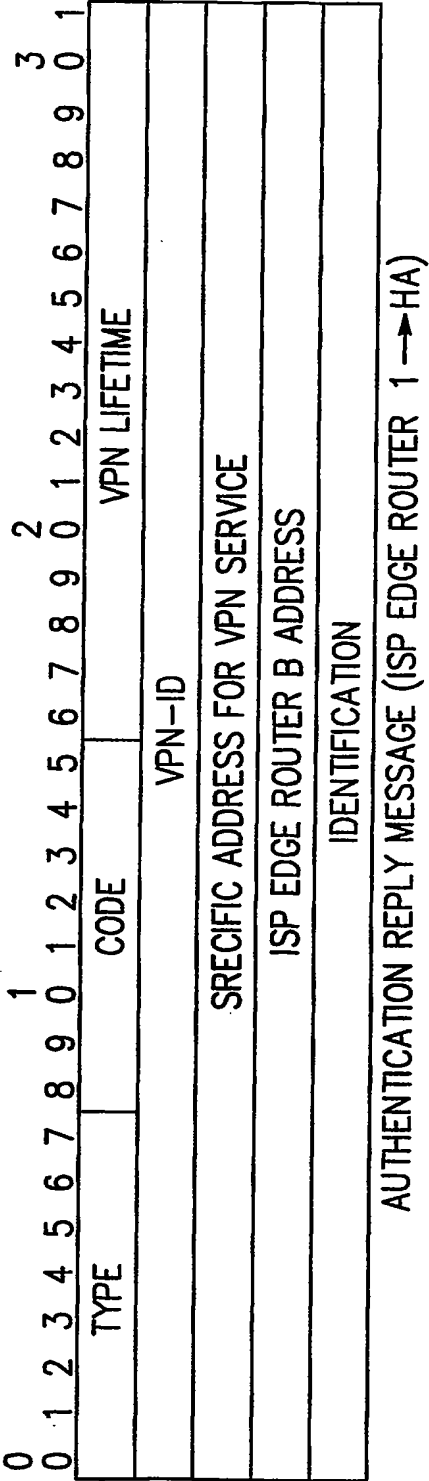 0 1 2 3
0 1 2 3 4 5 6 7 8 9 0 1 2 3 4 5 6 7 8 9 0 1 2 3 4 5 6 7 8 9 0 1
TYPE CODE VPN LIFETIME
VPN-ID
SRECIFIC ADDRESS FOR VPN SERVICE
ISP EDGE ROUTER B ADDRESS
IDENTIFICATION
AUTHENTICATION REPLY MESSAGE (ISP EDGE ROUTER 1 → HA)